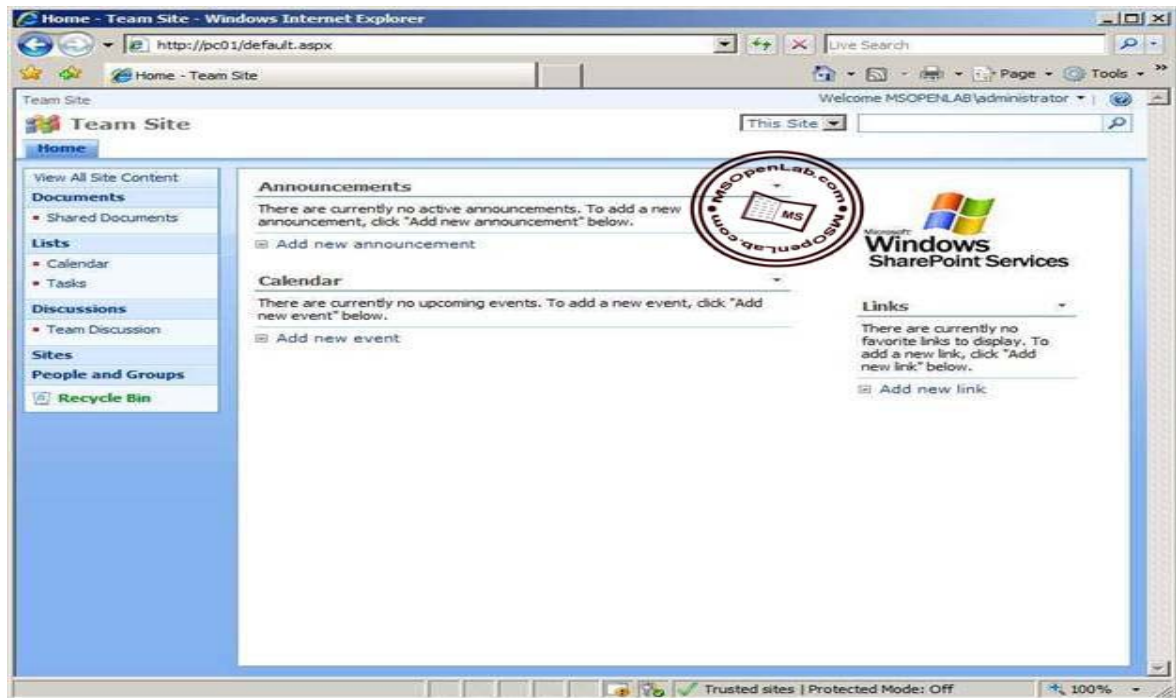 Home - Team Site - Windows Internet Explorer
http://pc01/default.aspx
Live Search
Home - Team Site
Page
Tools
Team Site
Welcome MSOPENLAB\administrator
Team Site
This Site
Home
View All Site Content
Documents
Shared Documents
Lists
Calendar
Tasks
Discussions
Team Discussion
Sites
People and Groups
Recycle Bin
Announcements
There are currently no active announcements. To add a new
announcement, click "Add new announcement" below.
Add new announcement
Calendar
There are currently no upcoming events. To add a new event, click "Add
new event" below.
Add new event
MSOpenLab.com
MS
MSOpenLab.com
Microsoft
Windows
SharePoint Services
Links
There are currently no
favorite links to display. To
add a new link, click "Add
new link" below.
Add new link
Trusted sites | Protected Mode: Off
100%